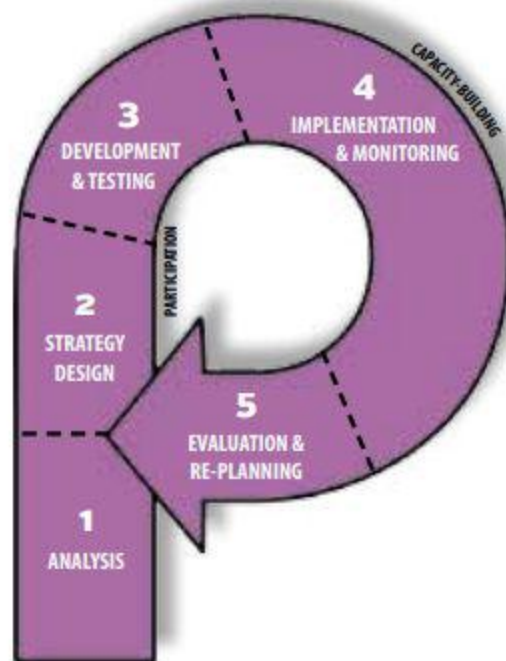 1
ANALYSIS
2
STRATEGY
DESIGN
3
DEVELOPMENT
& TESTING
4
IMPLEMENTATION
& MONITORING
5
EVALUATION &
RE-PLANNING
PARTICIPATION
CAPACITY-BUILDING